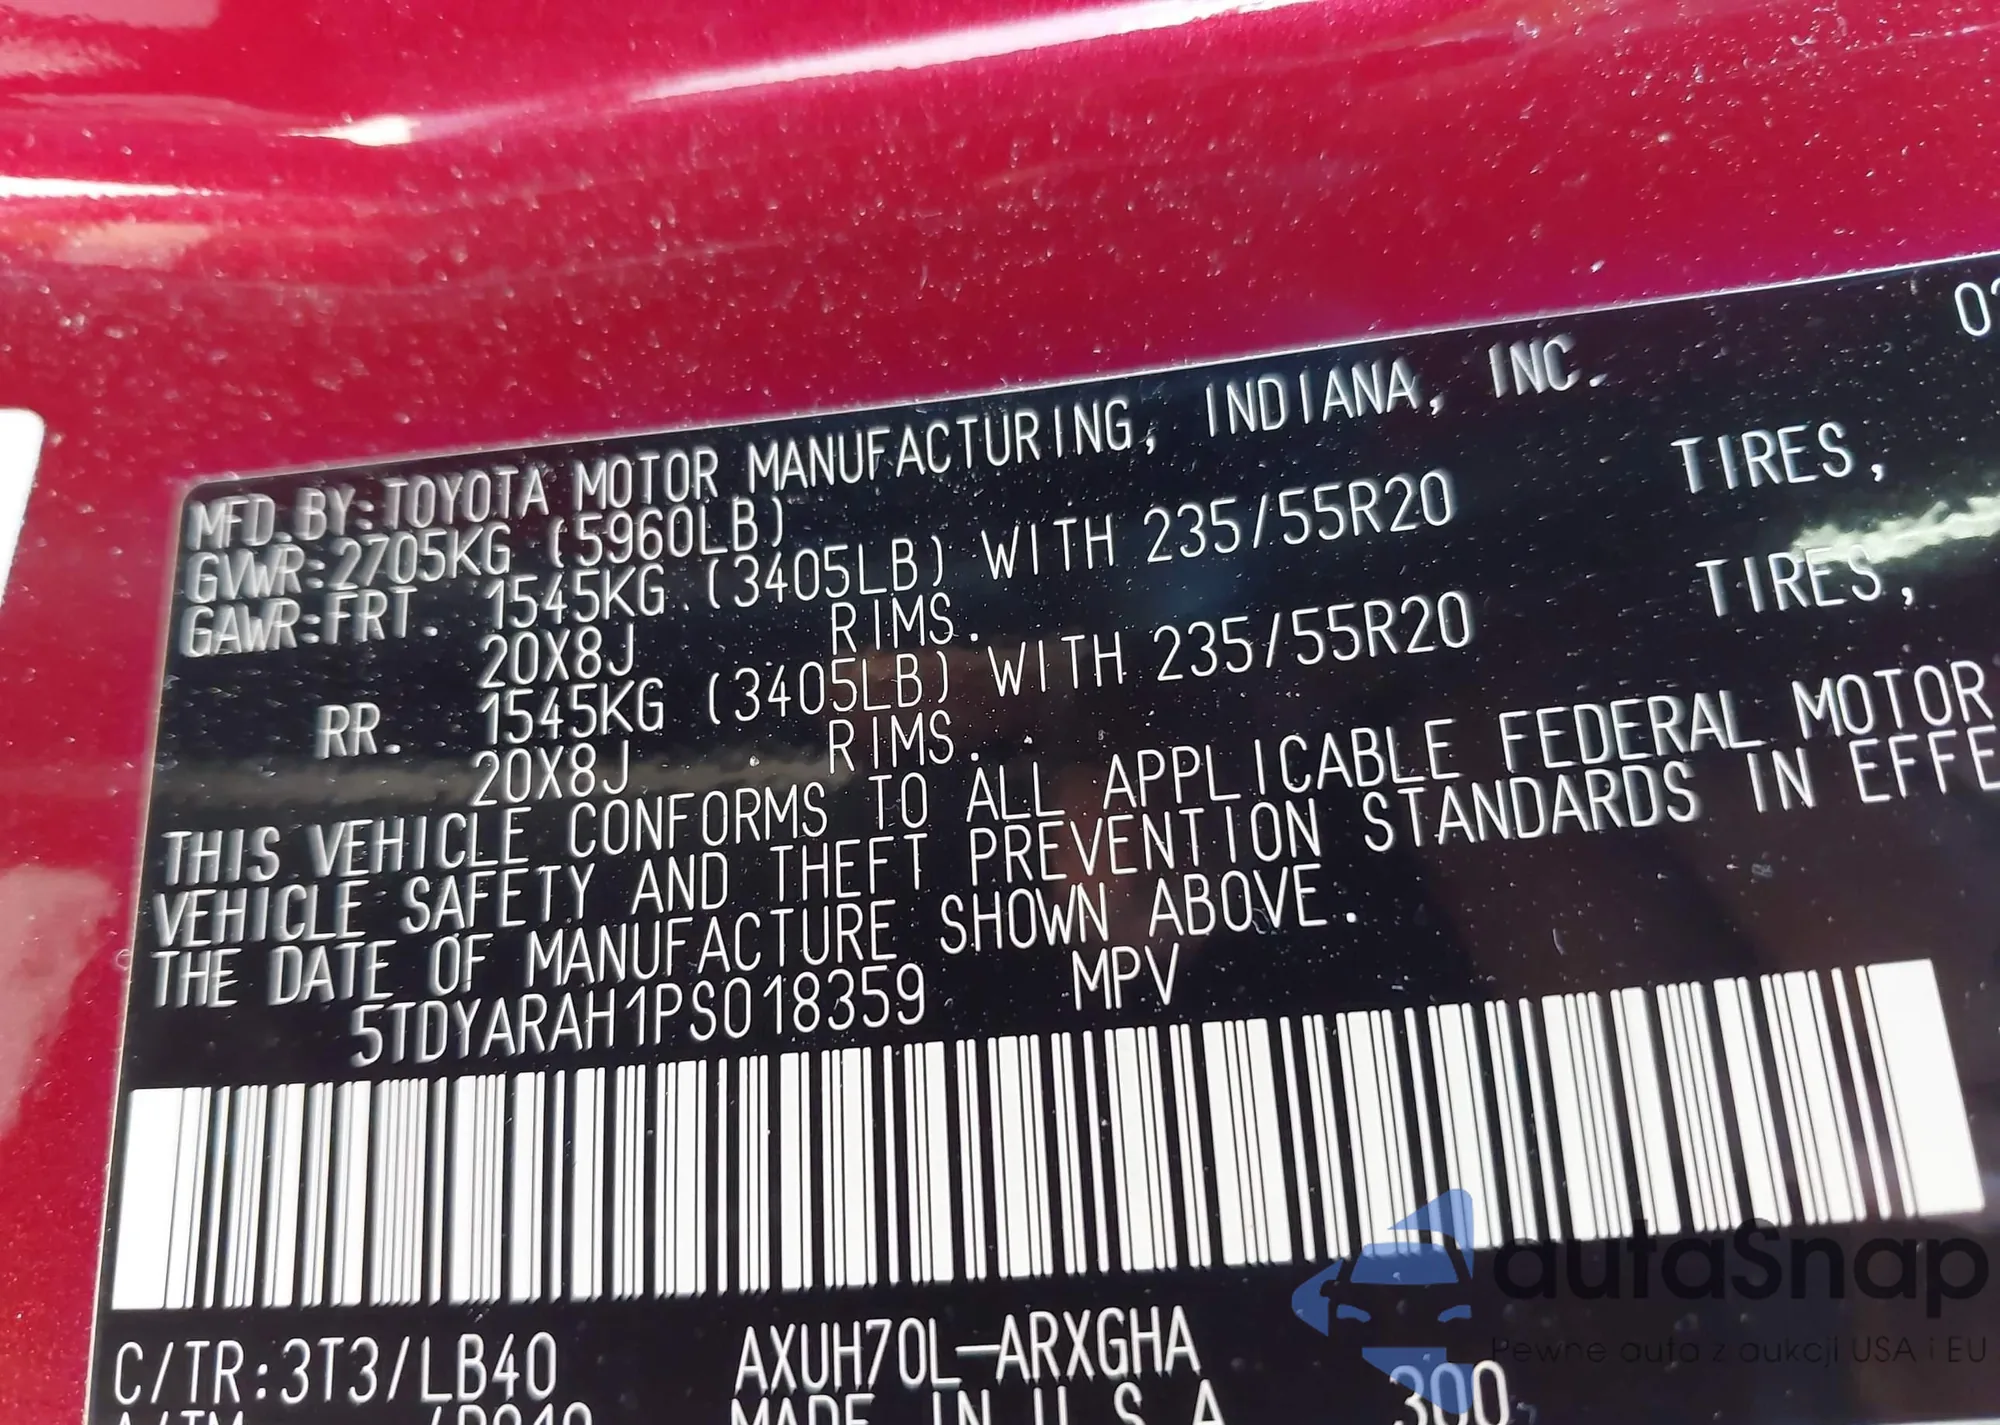 MFD.BY:TOYOTA MOTOR MANUFACTURING, INDIANA, INC.
GVWR:2705KG (5960LB)
GAWR:FRT. 1545KG (3405LB) WITH 235/55R20 TIRES,
20X8J RIMS.
RR. 1545KG (3405LB) WITH 235/55R20 TIRES,
20X8J RIMS.
THIS VEHICLE CONFORMS TO ALL APPLICABLE FEDERAL MOTOR
VEHICLE SAFETY AND THEFT PREVENTION STANDARDS IN EFFE
THE DATE OF MANUFACTURE SHOWN ABOVE.
5TDYARAH1PS018359 MPV
C/TR:3T3/LB40 AXUH70L-ARXGHA
MADE IN U.S.A 300
autaSnap
Pewne auta z aukcji USA i EU